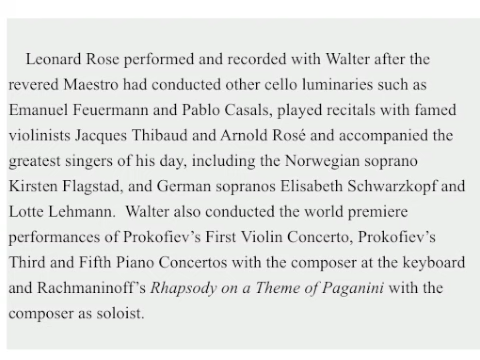 Leonard Rose performed and recorded with Walter after the
revered Maestro had conducted other cello luminaries such as
Emanuel Feuermann and Pablo Casals, played recitals with famed
violinists Jacques Thibaud and Arnold Rosé and accompanied the
greatest singers of his day, including the Norwegian soprano
Kirsten Flagstad, and German sopranos Elisabeth Schwarzkopf and
Lotte Lehmann.  Walter also conducted the world premiere
performances of Prokofiev’s First Violin Concerto, Prokofiev’s
Third and Fifth Piano Concertos with the composer at the keyboard
and Rachmaninoff’s Rhapsody on a Theme of Paganini with the
composer as soloist.